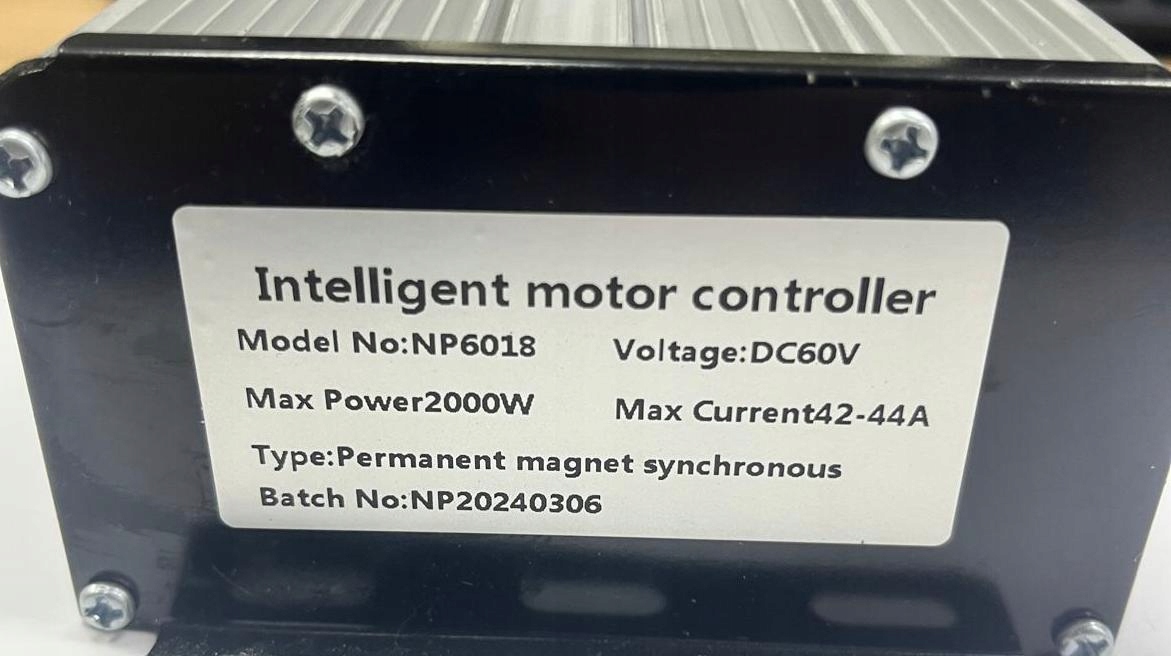 Intelligent motor controller
Model No:NP6018 Voltage:DC60V
Max Power2000W Max Current42-44A
Type:Permanent magnet synchronous
Batch No:NP20240306